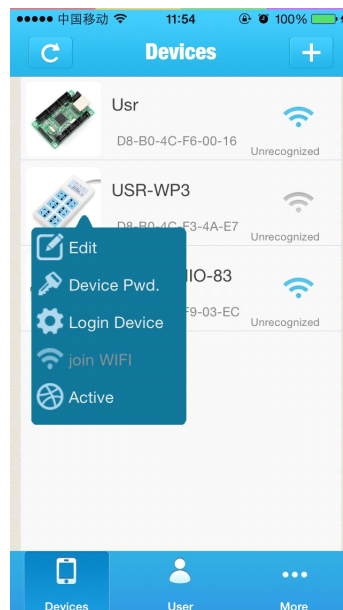 中国移动 11:54 100%
Devices
Usr
D8-B0-4C-F6-00-16
Unrecognized
USR-WP3
D8-B0-4C-F3-4A-E7
Unrecognized
Edit
IO-83
Device Pwd.
F9-03-EC
Unrecognized
Login Device
join WIFI
Active
Devices User More